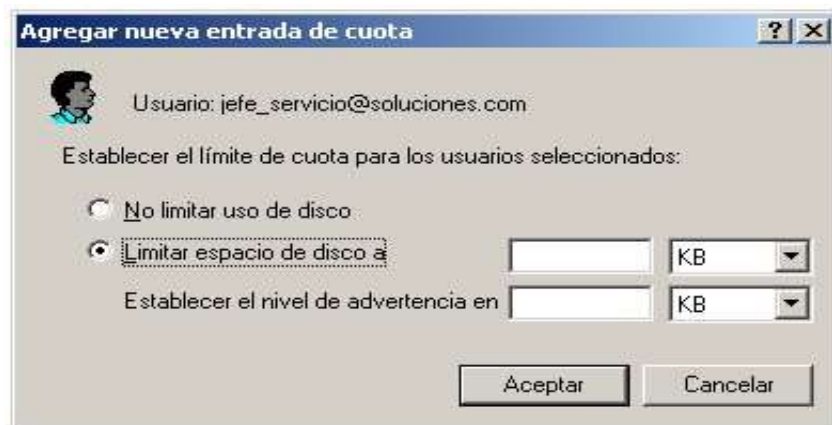 Agregar nueva entrada de cuota
Usuario: jefe_servicio@soluciones.com
Establecer el límite de cuota para los usuarios seleccionados:
No limitar uso de disco
Limitar espacio de disco a KB
Establecer el nivel de advertencia en KB
Aceptar Cancelar